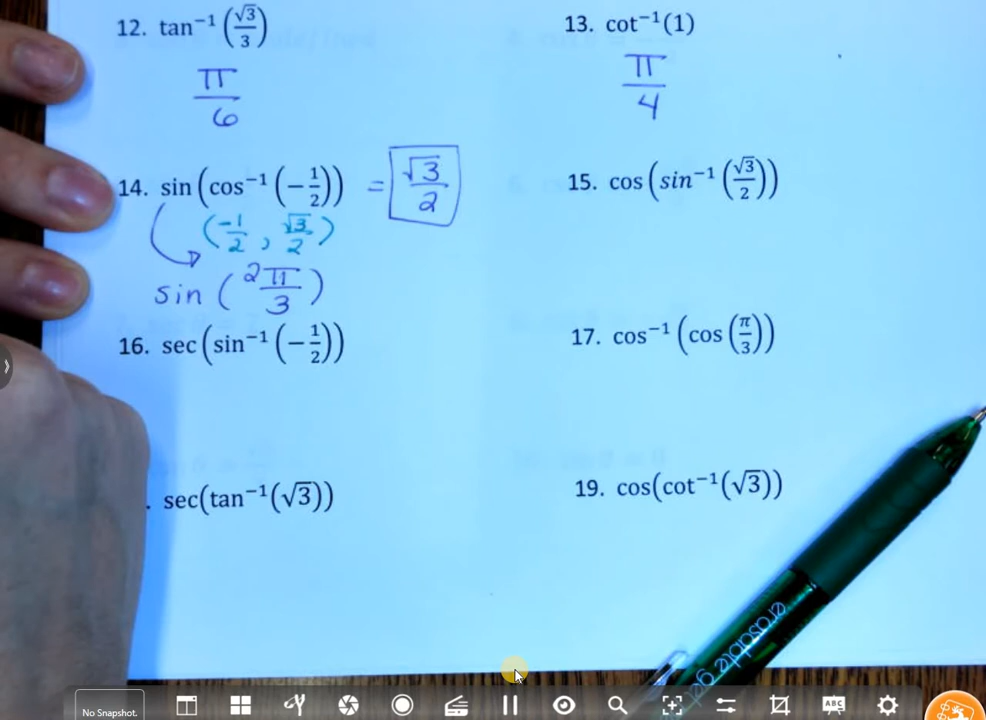 12. tan⁻¹(√3/3)
13. cot⁻¹(1)
π/6
π/4
14. sin(cos⁻¹(−1/2)) = √3/2
15. cos(sin⁻¹(√3/2))
(-1/2, √3/2)
sin(2π/3)
16. sec(sin⁻¹(−1/2))
17. cos⁻¹(cos(π/3))
. sec(tan⁻¹(√3))
19. cos(cot⁻¹(√3))
erasable
No Snapshot.
ABC